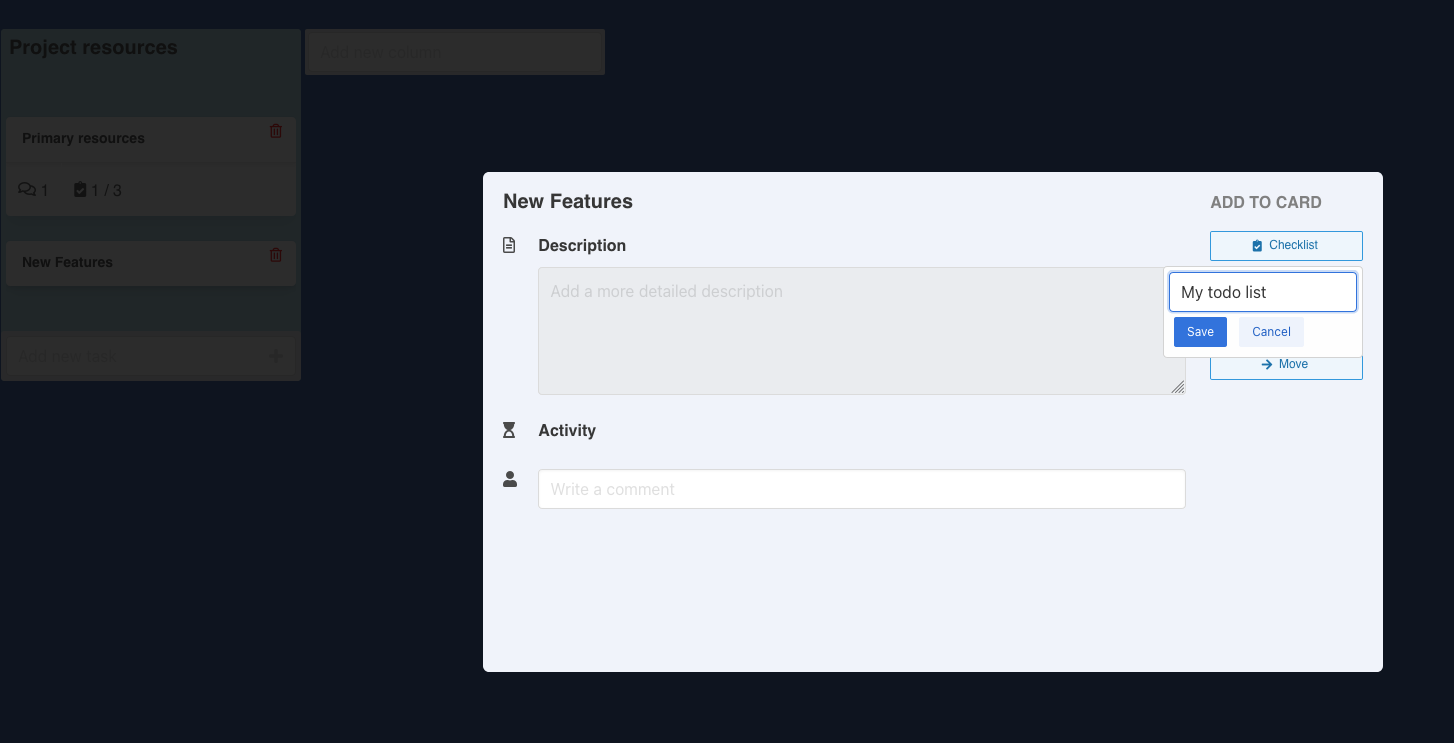 Project resources
Add new column
Primary resources
1
1 / 3
New Features
Add new task
New Features
ADD TO CARD
Description
Checklist
Add a more detailed description
My todo list
Save
Cancel
Move
Activity
Write a comment